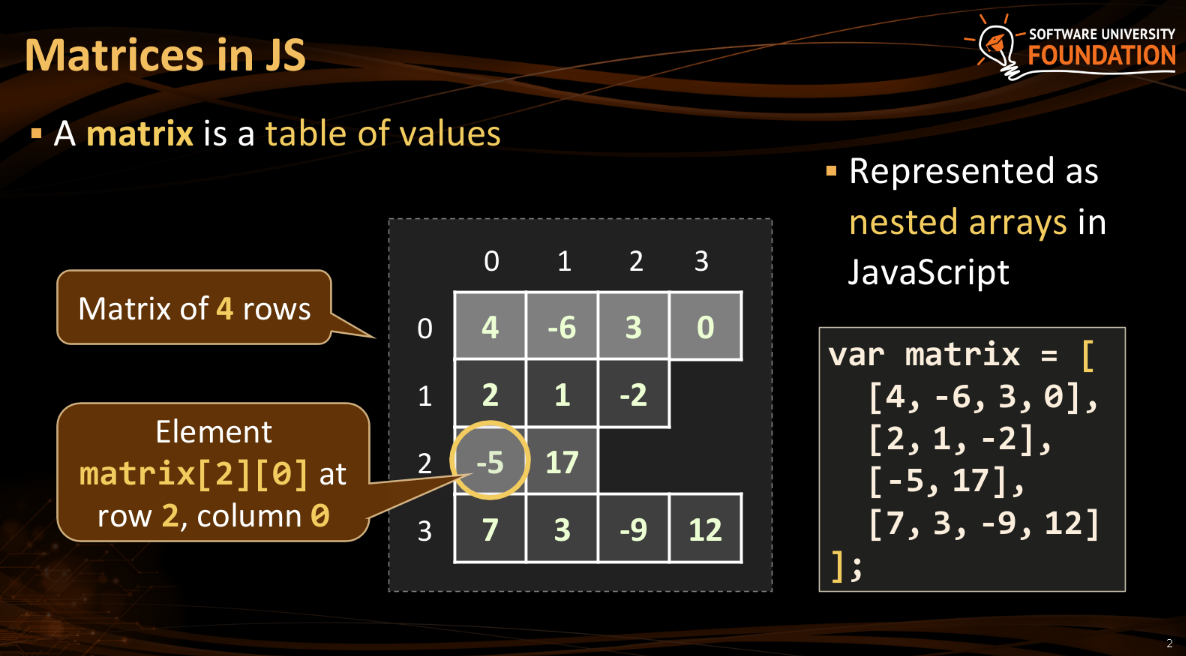 Matrices in JS
SOFTWARE UNIVERSITY
FOUNDATION
▪ A matrix is a table of values
▪ Represented as
nested arrays in
JavaScript
Matrix of 4 rows
Element
matrix[2][0] at
row 2, column 0
0 1 2 3
0 4 -6 3 0
1 2 1 -2
2 -5 17
3 7 3 -9 12
var matrix = [
[4, -6, 3, 0],
[2, 1, -2],
[-5, 17],
[7, 3, -9, 12]
];
2